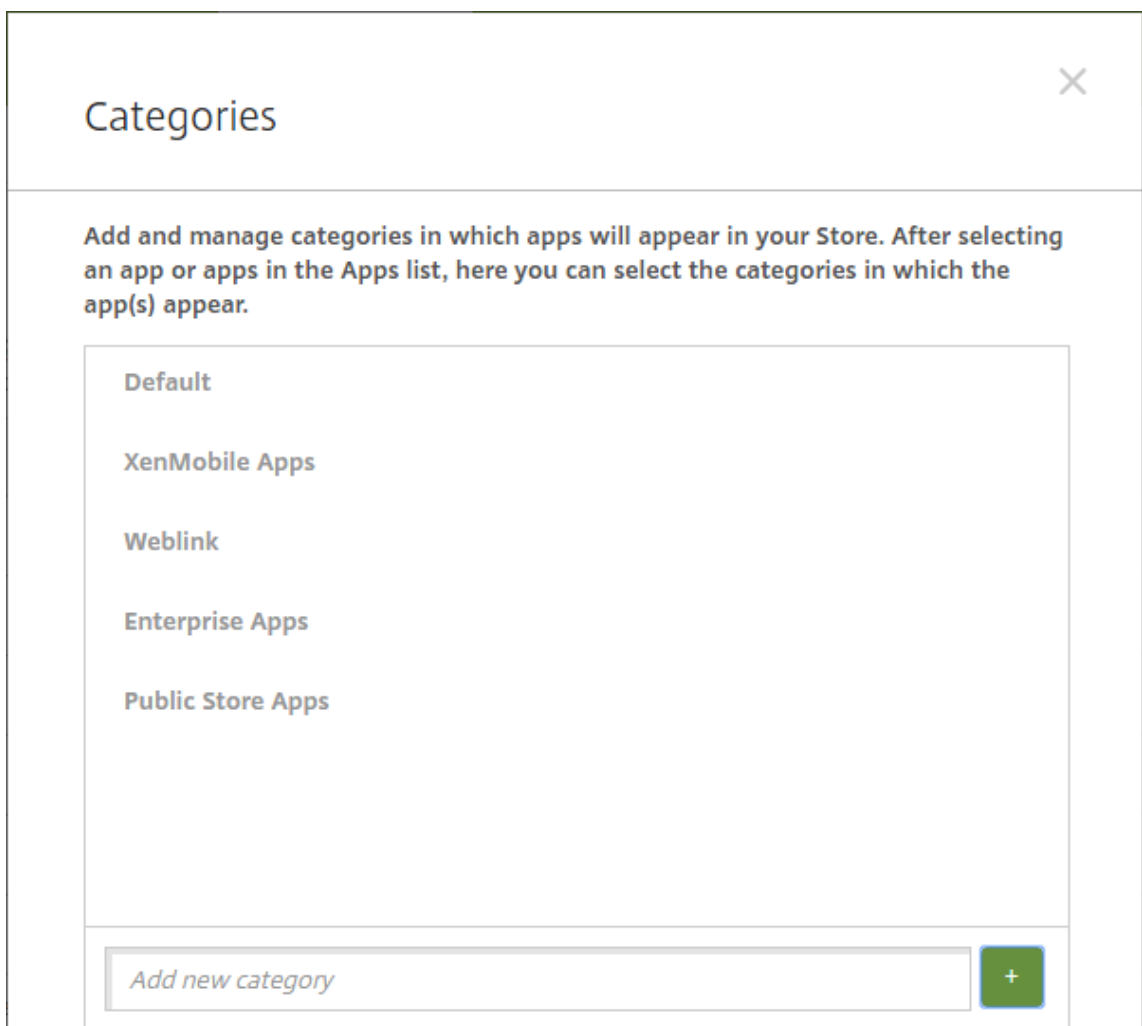 Categories
Add and manage categories in which apps will appear in your Store. After selecting
an app or apps in the Apps list, here you can select the categories in which the
app(s) appear.
Default
XenMobile Apps
Weblink
Enterprise Apps
Public Store Apps
Add new category
+